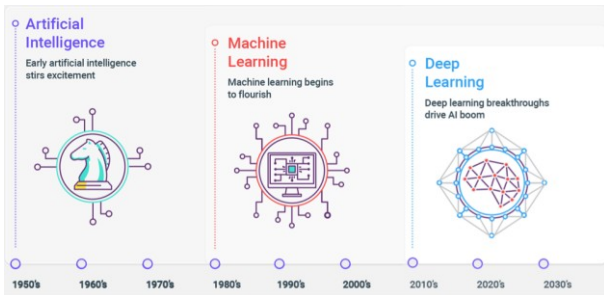 Artificial
Intelligence
Early artificial intelligence
stirs excitement
Machine
Learning
Machine learning begins
to flourish
Deep
Learning
Deep learning breakthroughs
drive AI boom
1950's
1960's
1970's
1980's
1990's
2000's
2010's
2020's
2030's